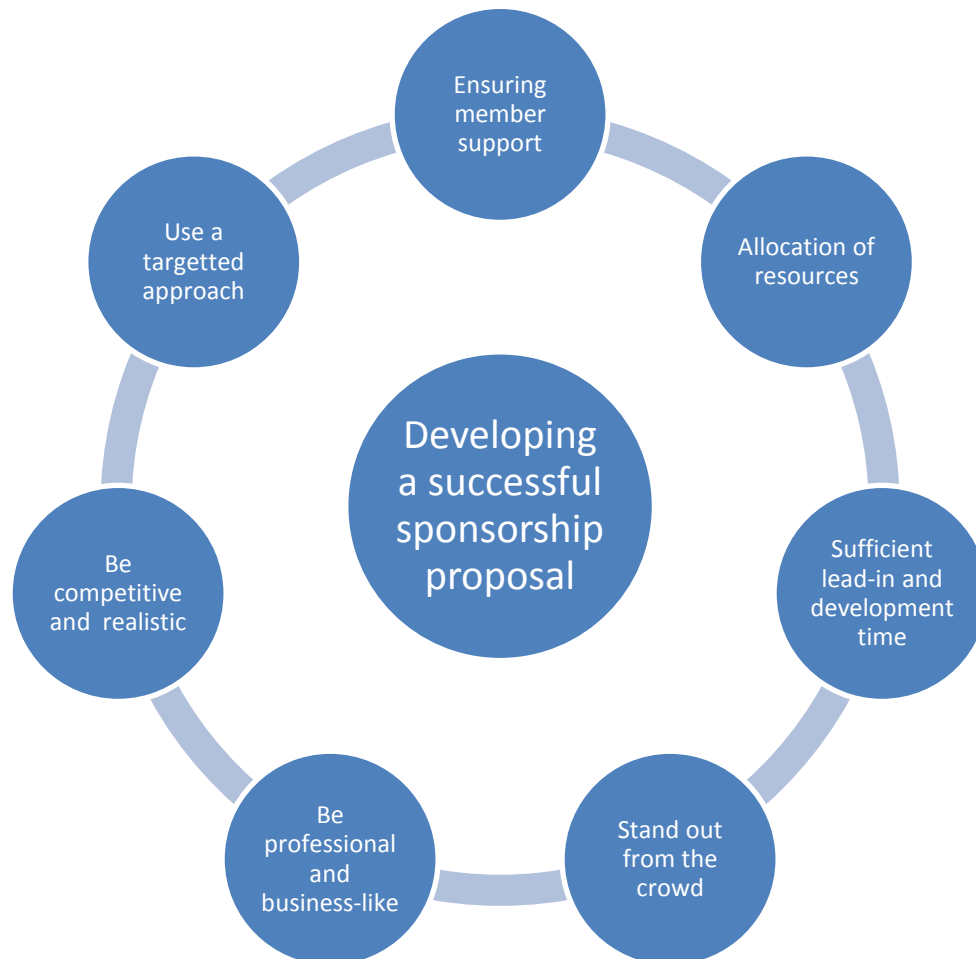 Ensuring
member
support
Allocation of
resources
Sufficient
lead-in and
development
time
Stand out
from the
crowd
Be
professional
and
business-like
Be
competitive
and realistic
Use a
targetted
approach
Developing
a successful
sponsorship
proposal